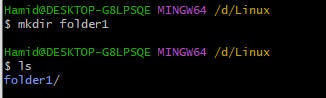 Hamid@DESKTOP-G8LPSQE MINGW64 /d/Linux
$ mkdir folder1
Hamid@DESKTOP-G8LPSQE MINGW64 /d/Linux
$ ls
folder1/